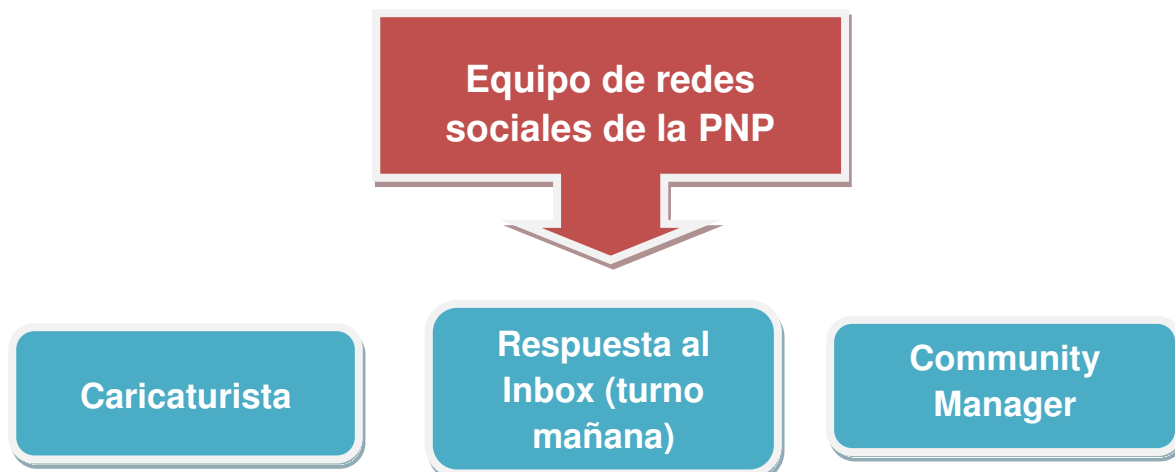 Equipo de redes
sociales de la PNP
Caricaturista
Respuesta al
Inbox (turno
mañana)
Community
Manager